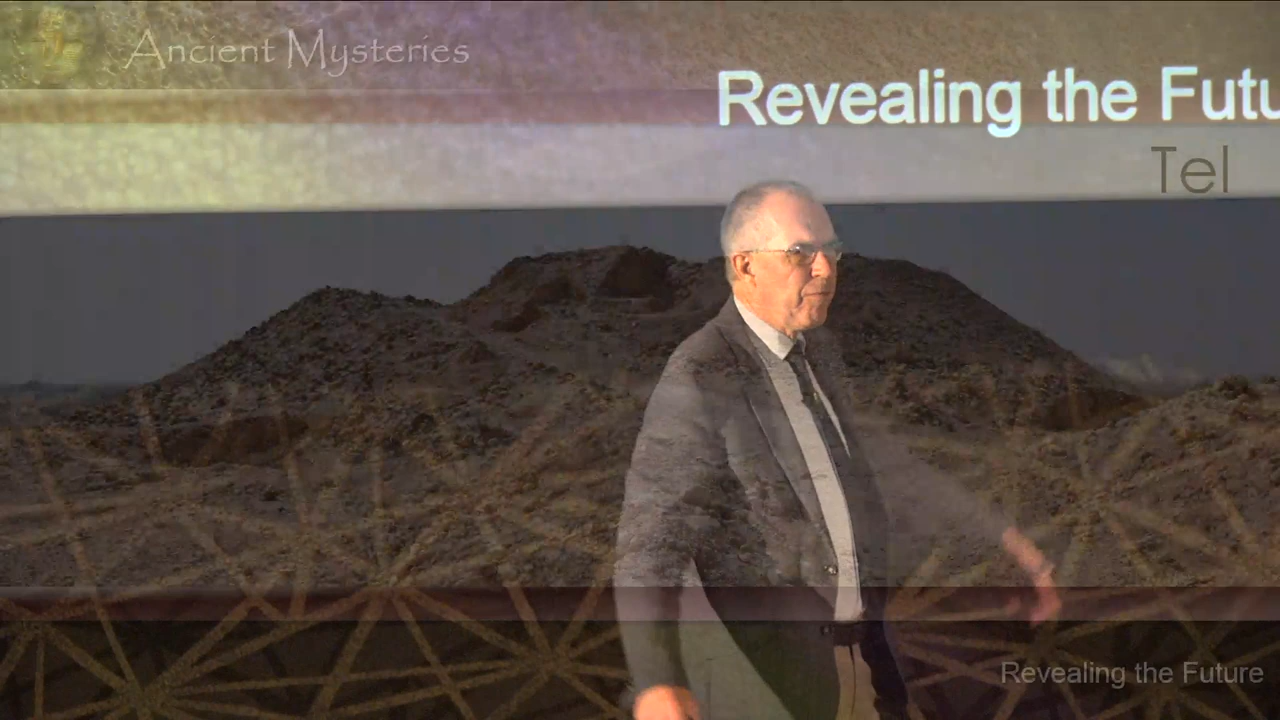 Ancient Mysteries
Revealing the Futu
Tel
Revealing the Future